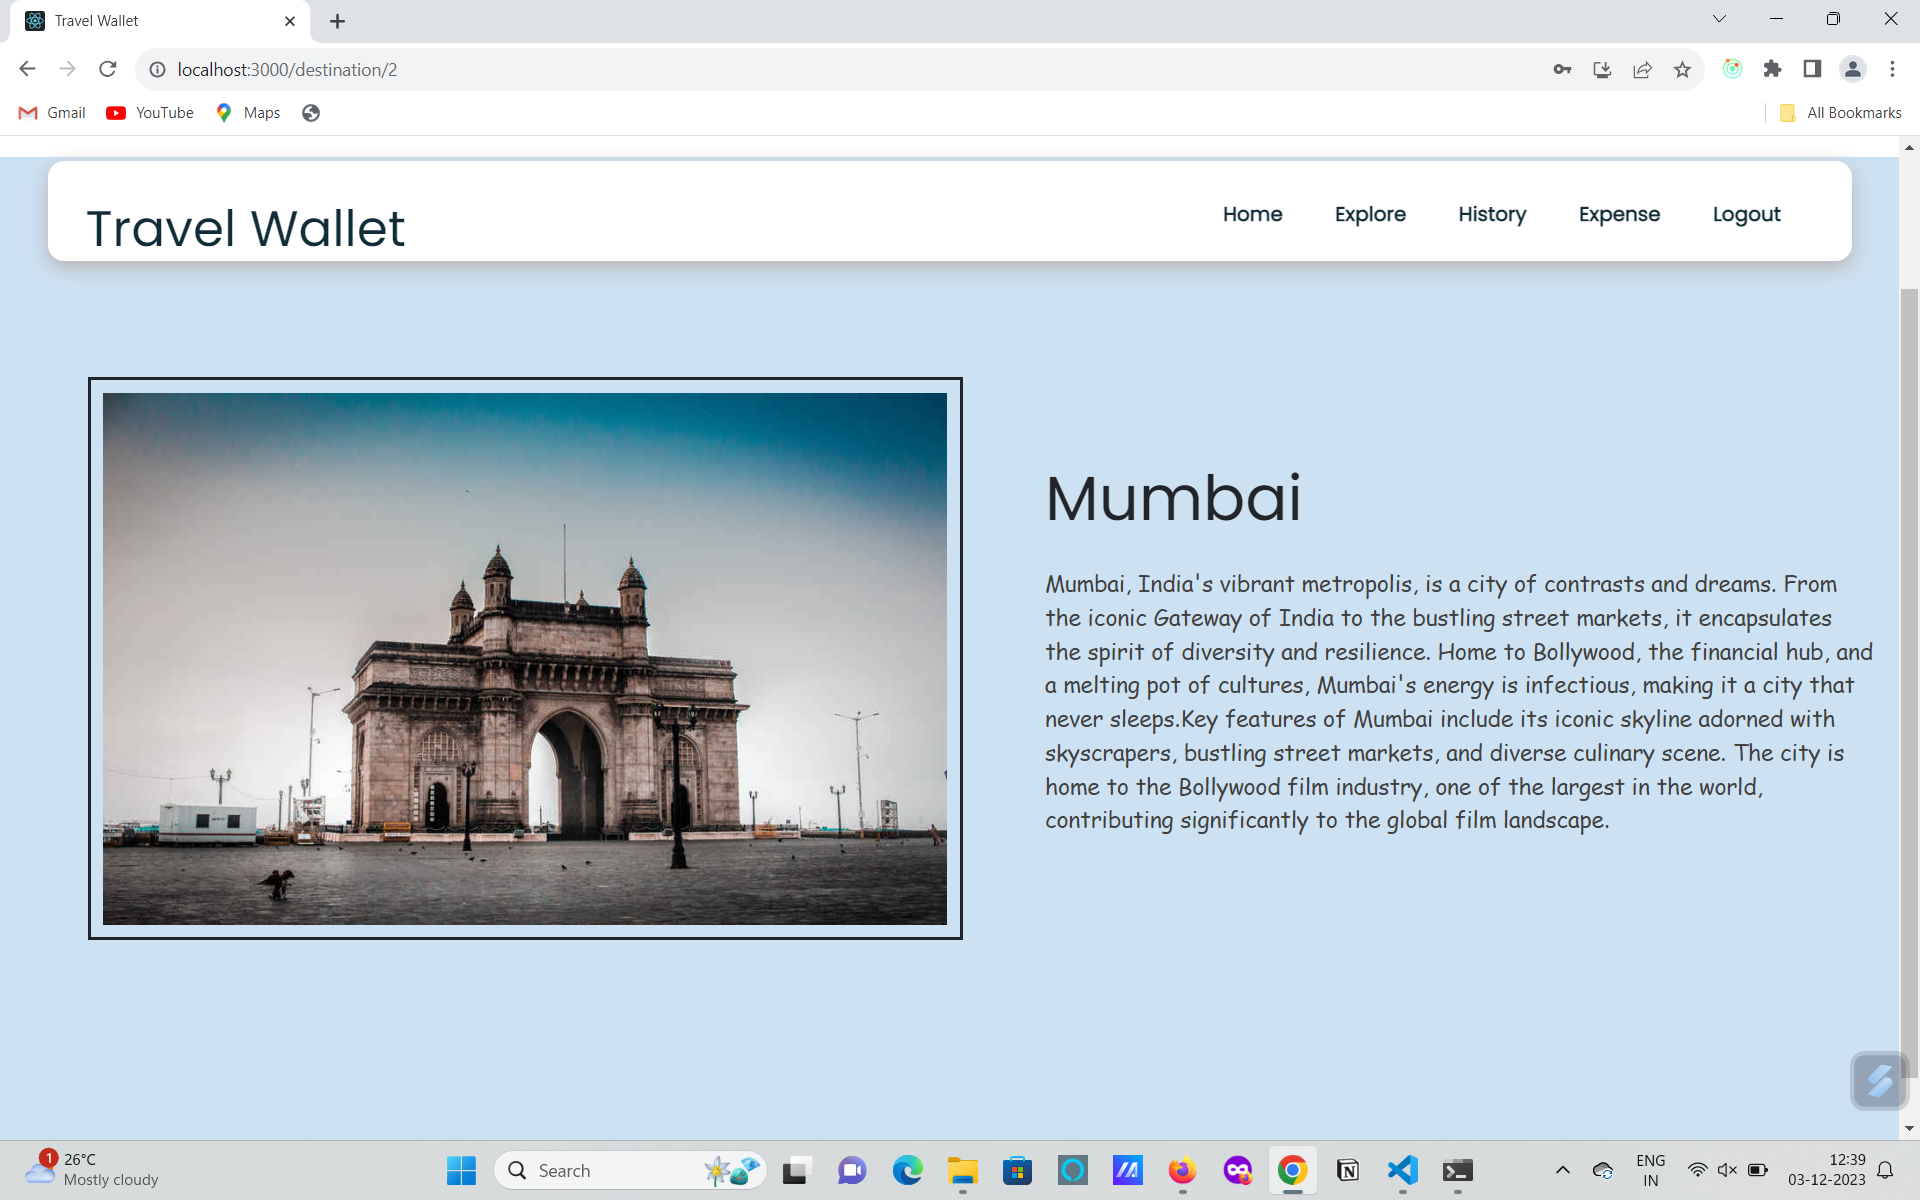 Travel Wallet
localhost:3000/destination/2
Gmail
YouTube
Maps
All Bookmarks
Travel Wallet
Home
Explore
History
Expense
Logout
Mumbai
Mumbai, India's vibrant metropolis, is a city of contrasts and dreams. From
the iconic Gateway of India to the bustling street markets, it encapsulates
the spirit of diversity and resilience. Home to Bollywood, the financial hub, and
a melting pot of cultures, Mumbai's energy is infectious, making it a city that
never sleeps.Key features of Mumbai include its iconic skyline adorned with
skyscrapers, bustling street markets, and diverse culinary scene. The city is
home to the Bollywood film industry, one of the largest in the world,
contributing significantly to the global film landscape.
1
26°C
Mostly cloudy
Search
ENG
IN
12:39
03-12-2023